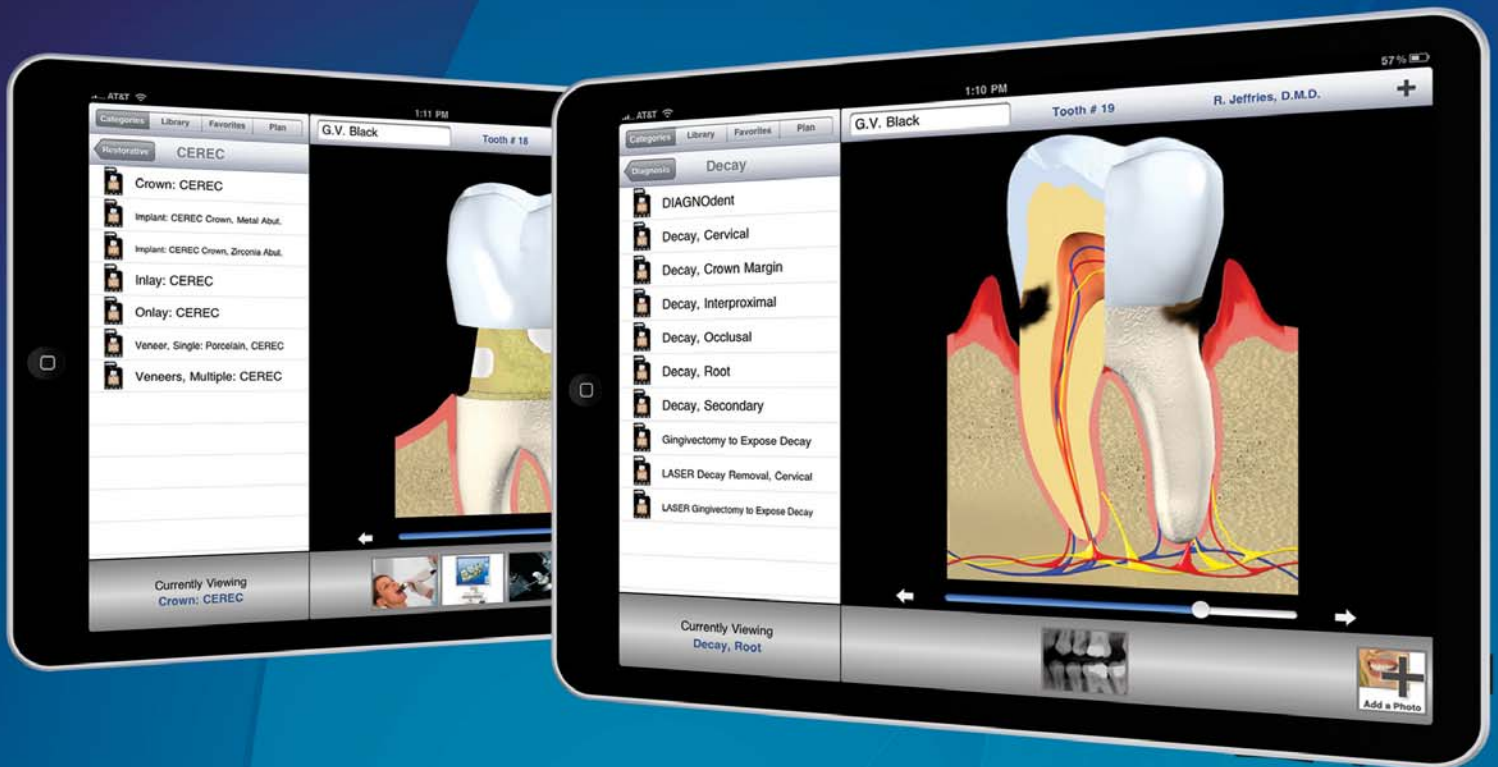 AT&T
1:11 PM
Categories Library Favorites Plan
G.V. Black
Tooth # 18
Restorative
CEREC
Crown: CEREC
Implant: CEREC Crown, Metal Abut.
Implant: CEREC Crown, Zirconia Abut.
Inlay: CEREC
Onlay: CEREC
Veneer, Single: Porcelain, CEREC
Veneers, Multiple: CEREC
Currently Viewing
Crown: CEREC
AT&T
1:10 PM
57%
Categories Library Favorites Plan
G.V. Black
Tooth # 19
R. Jeffries, D.M.D.
Diagnosis
Decay
DIAGNOdent
Decay, Cervical
Decay, Crown Margin
Decay, Interproximal
Decay, Occlusal
Decay, Root
Decay, Secondary
Gingivectomy to Expose Decay
LASER Decay Removal, Cervical
LASER Gingivectomy to Expose Decay
Currently Viewing
Decay, Root
Add a Photo